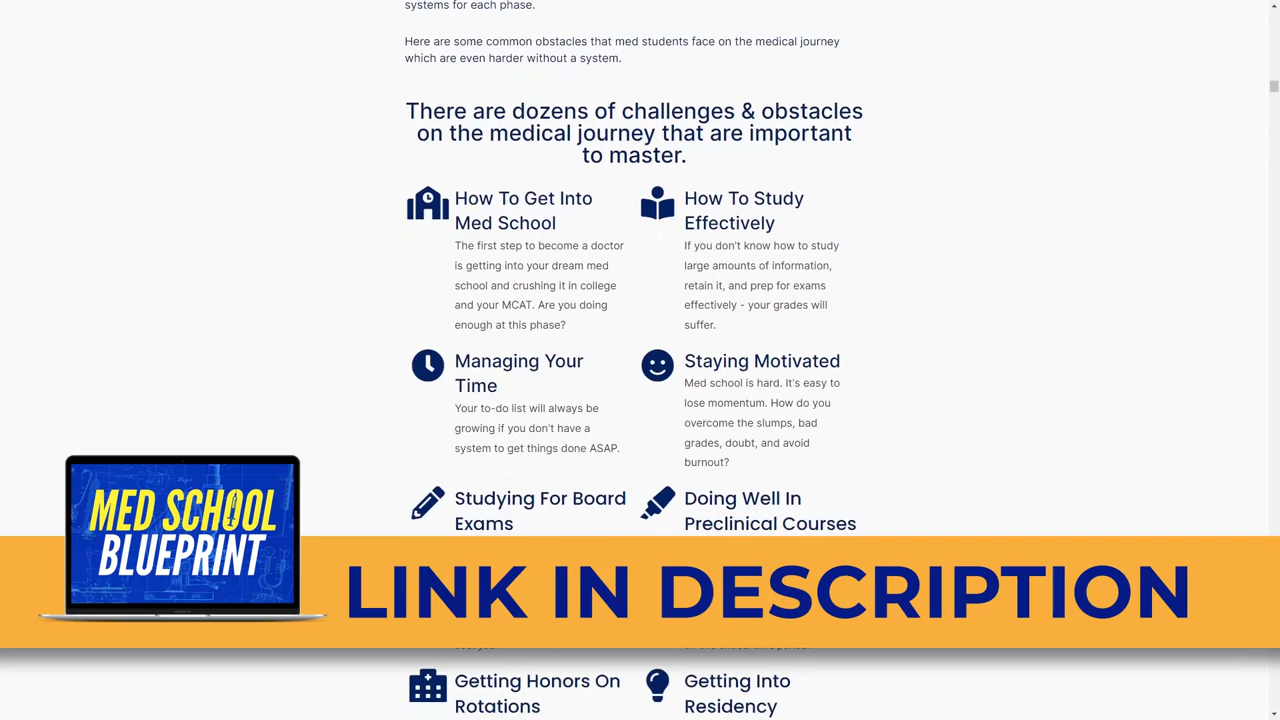 systems for each phase.
Here are some common obstacles that med students face on the medical journey
which are even harder without a system.
There are dozens of challenges & obstacles
on the medical journey that are important
to master.
How To Get Into
Med School
The first step to become a doctor
is getting into your dream med
school and crushing it in college
and your MCAT. Are you doing
enough at this phase?
How To Study
Effectively
If you don't know how to study
large amounts of information,
retain it, and prep for exams
effectively - your grades will
suffer.
Managing Your
Time
Your to-do list will always be
growing if you don't have a
system to get things done ASAP.
Staying Motivated
Med school is hard. It's easy to
lose momentum. How do you
overcome the slumps, bad
grades, doubt, and avoid
burnout?
Studying For Board
Exams
Doing Well In
Preclinical Courses
MED SCHOOL
BLUEPRINT
LINK IN DESCRIPTION
Getting Honors On
Rotations
Getting Into
Residency